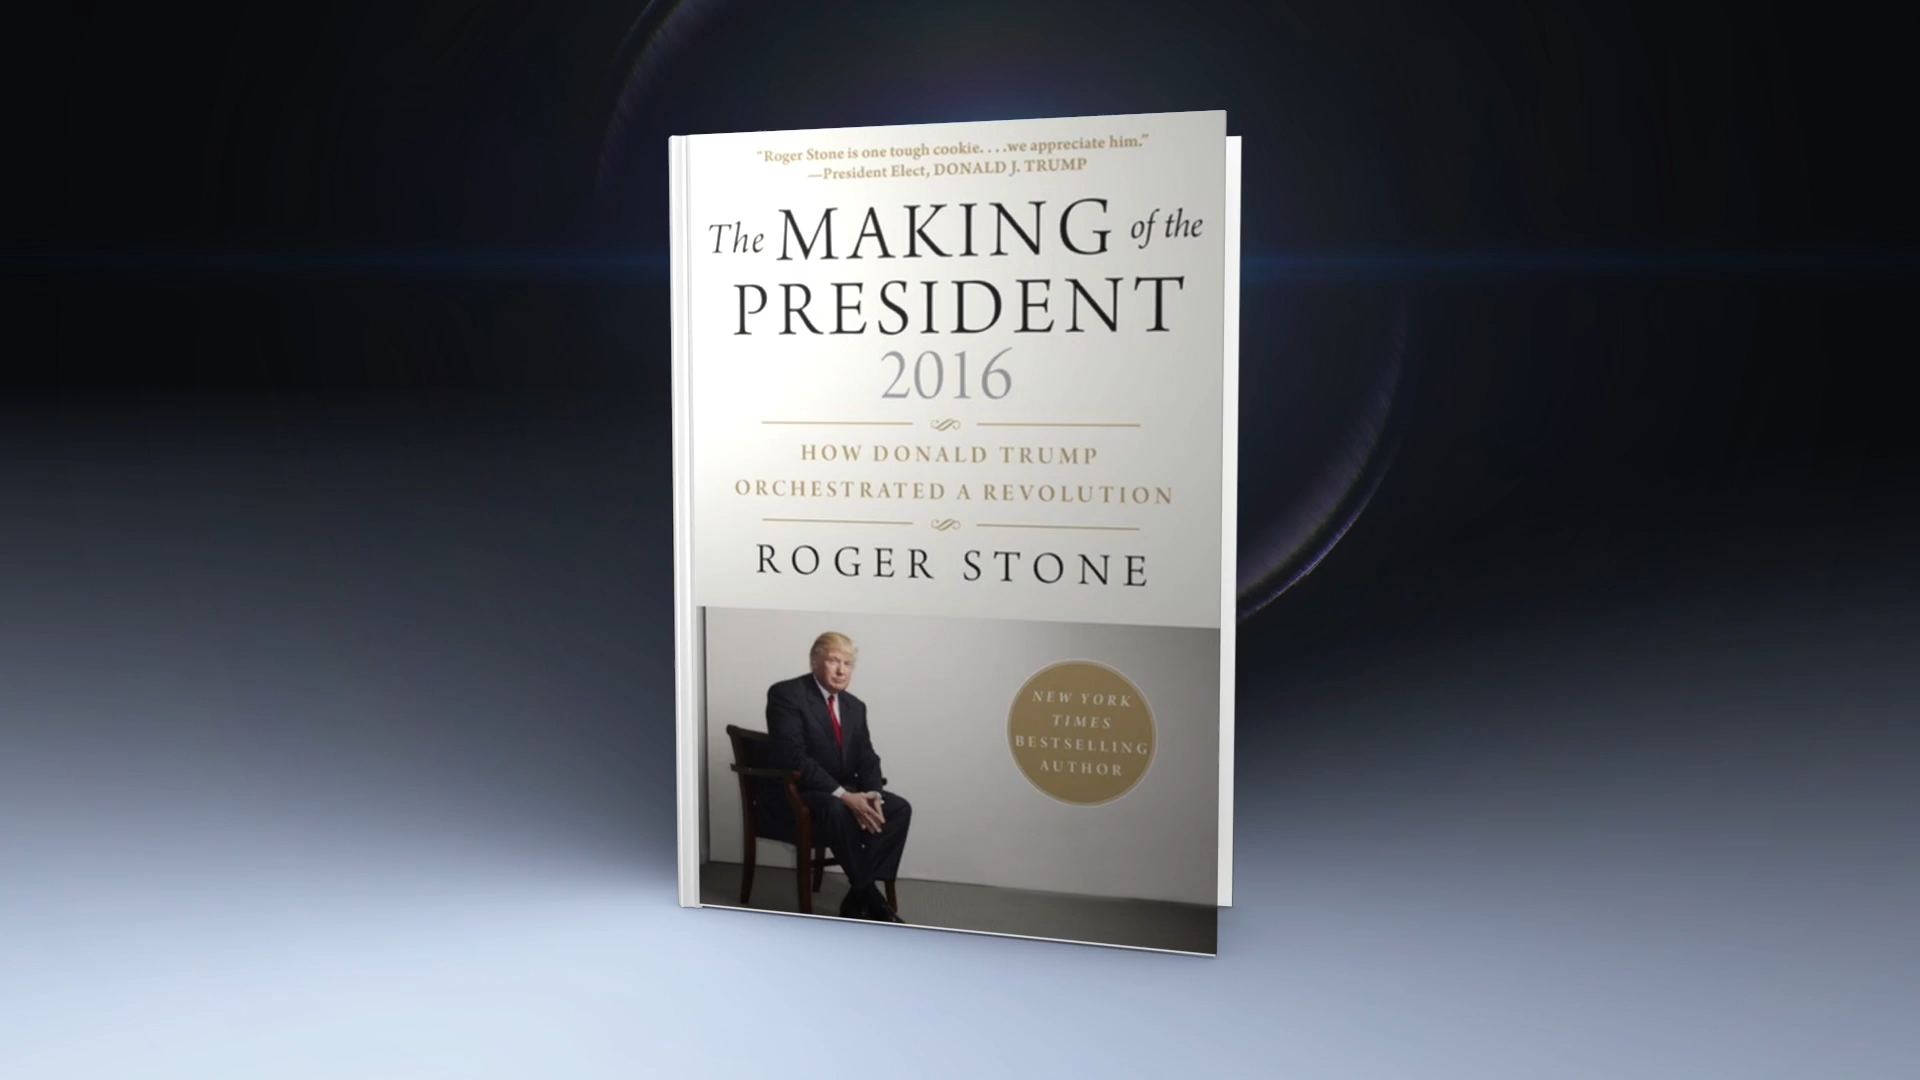 "Roger Stone is one tough cookie. . . .we appreciate him."
—President Elect, DONALD J. TRUMP
The MAKING of the
PRESIDENT
2016
HOW DONALD TRUMP
ORCHESTRATED A REVOLUTION
ROGER STONE
NEW YORK
TIMES
BESTSELLING
AUTHOR